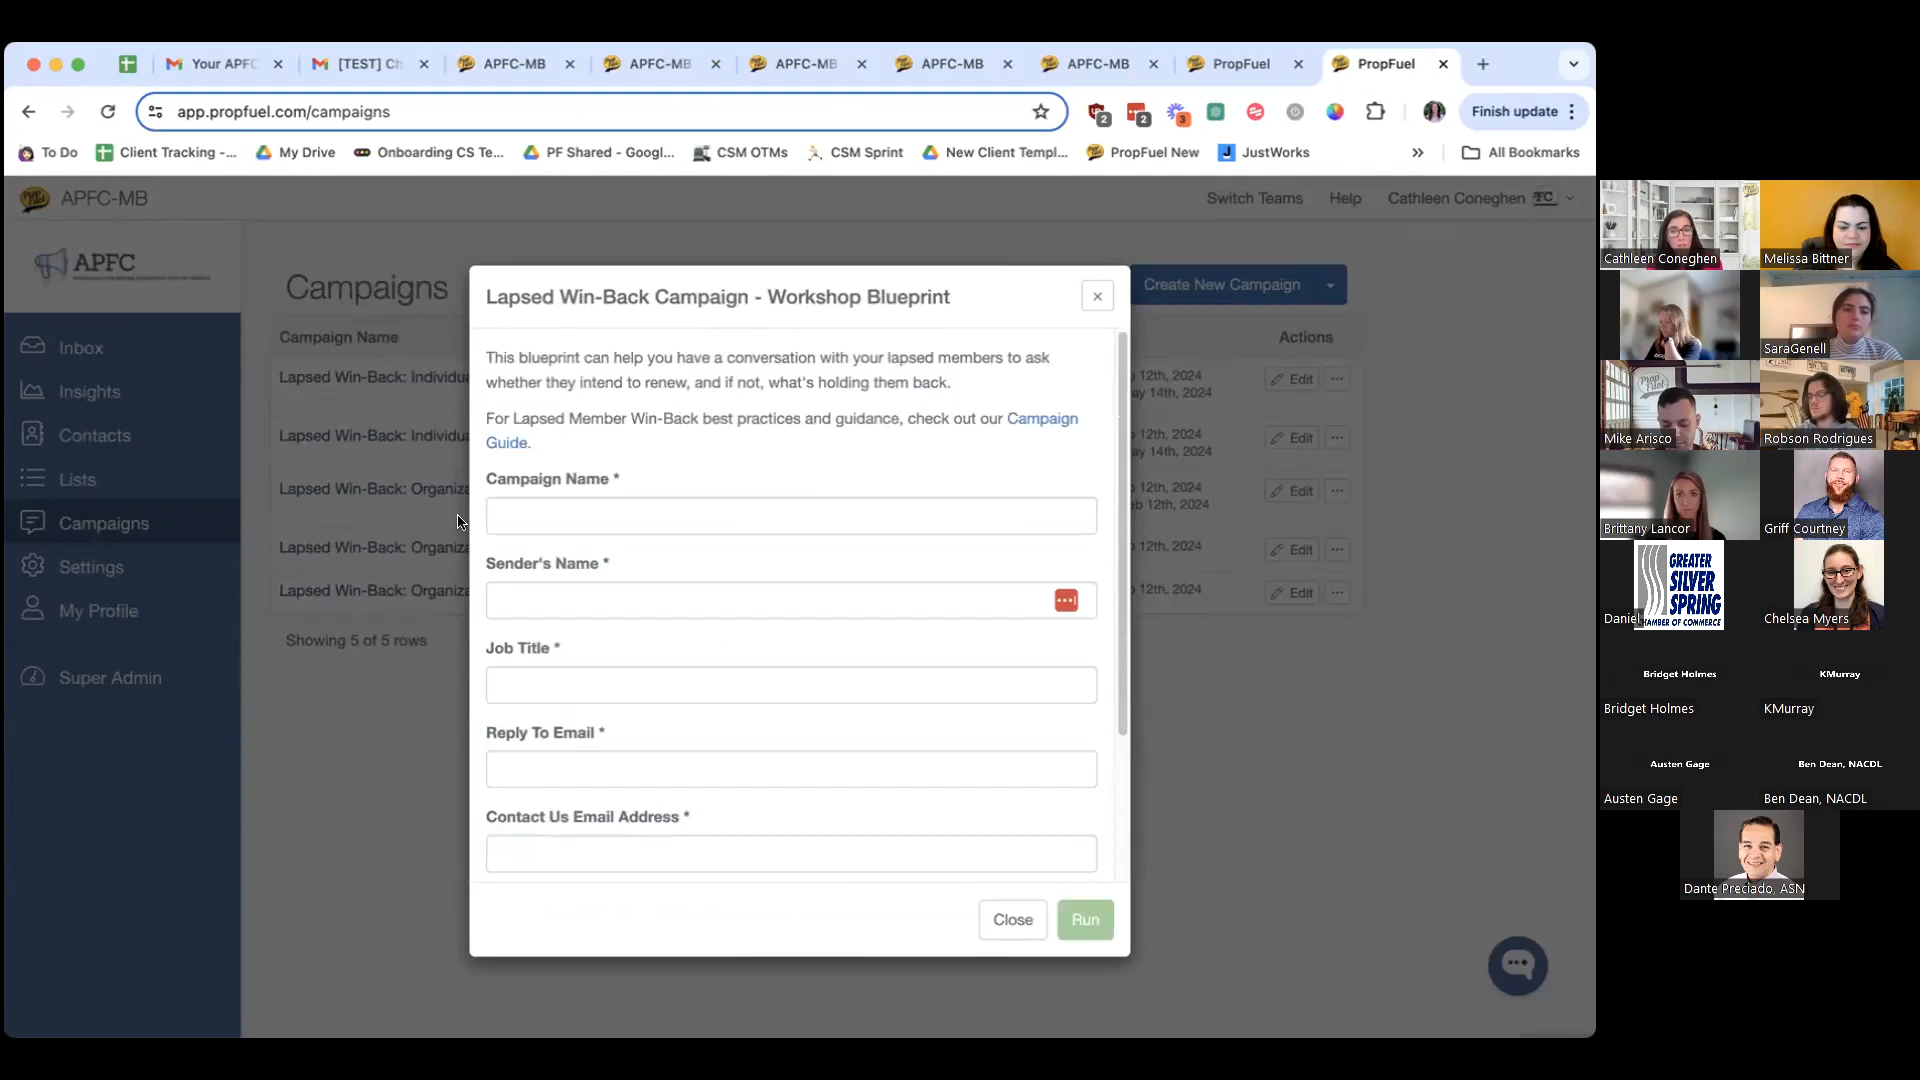 Your APFC
[TEST] Ch
APFC-MB
APFC-MB
APFC-MB
APFC-MB
APFC-MB
PropFuel
PropFuel
app.propfuel.com/campaigns
2
2
3
Finish update
To Do
Client Tracking -...
My Drive
Onboarding CS Te...
PF Shared - Googl...
CSM OTMs
CSM Sprint
New Client Templ...
PropFuel New
JustWorks
All Bookmarks
APFC-MB
Switch Teams
Help
Cathleen Coneghen
FC
APFC
Campaigns
Create New Campaign
Inbox
Insights
Contacts
Lists
Campaigns
Settings
My Profile
Super Admin
Campaign Name
Actions
Lapsed Win-Back: Individua
12th, 2024
ay 14th, 2024
Edit
Lapsed Win-Back: Individua
12th, 2024
ay 14th, 2024
Edit
Lapsed Win-Back: Organiza
12th, 2024
b 12th, 2024
Edit
Lapsed Win-Back: Organiza
12th, 2024
Edit
Lapsed Win-Back: Organiza
12th, 2024
Edit
Showing 5 of 5 rows
Lapsed Win-Back Campaign - Workshop Blueprint
This blueprint can help you have a conversation with your lapsed members to ask
whether they intend to renew, and if not, what's holding them back.
For Lapsed Member Win-Back best practices and guidance, check out our Campaign
Guide.
Campaign Name *
Sender's Name *
Job Title *
Reply To Email *
Contact Us Email Address *
Close
Run
Cathleen Coneghen
Melissa Bittner
SaraGenell
Prop Fuel
Mike Arisco
Robson Rodrigues
Brittany Lancor
Griff Courtney
GREATER
SILVER
SPRING
CHAMBER OF COMMERCE
Daniel
Chelsea Myers
Bridget Holmes
KMurray
Bridget Holmes
KMurray
Austen Gage
Ben Dean, NACDL
Austen Gage
Ben Dean, NACDL
Dante Preciado, ASN